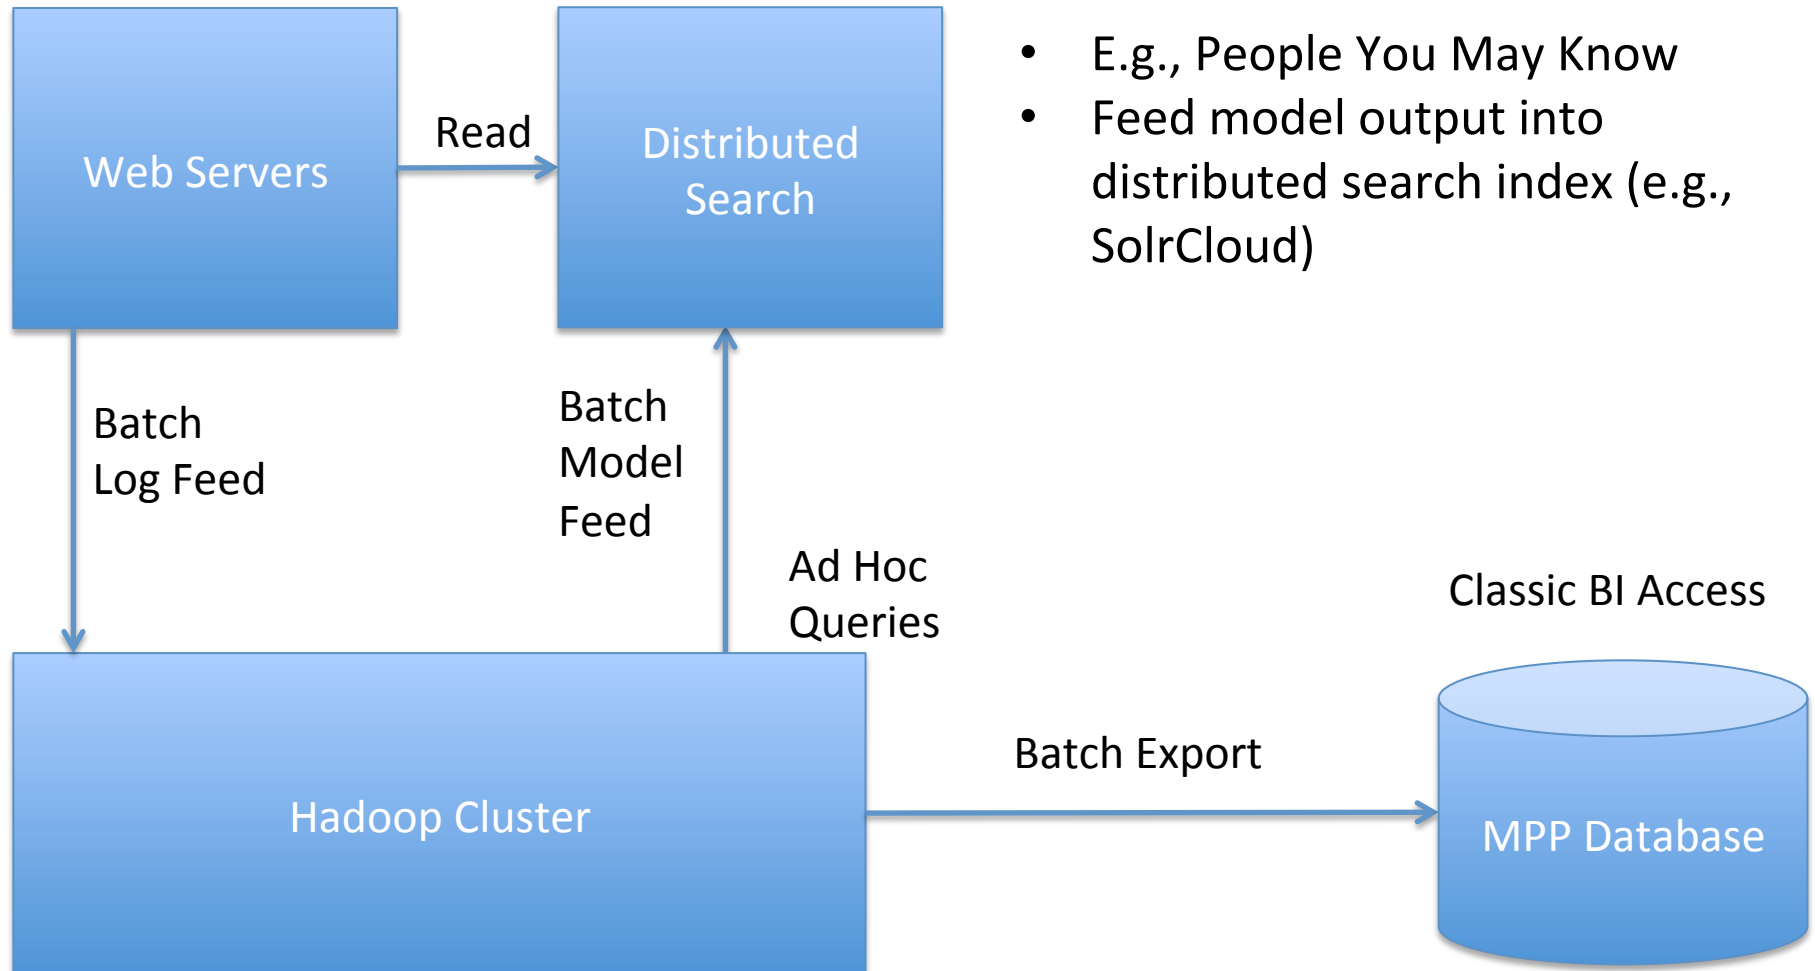 Web Servers
Read
Distributed
Search
• E.g., People You May Know
• Feed model output into
distributed search index (e.g.,
SolrCloud)
Batch
Log Feed
Batch
Model
Feed
Ad Hoc
Queries
Classic BI Access
Hadoop Cluster
Batch Export
MPP Database